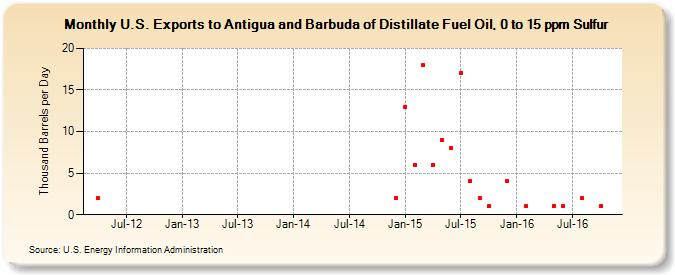 Monthly U.S. Exports to Antigua and Barbuda of Distillate Fuel Oil, 0 to 15 ppm Sulfur
Thousand Barrels per Day
20
15
10
5
0
Jul-12 Jan-13 Jul-13 Jan-14 Jul-14 Jan-15 Jul-15 Jan-16 Jul-16
Source: U.S. Energy Information Administration